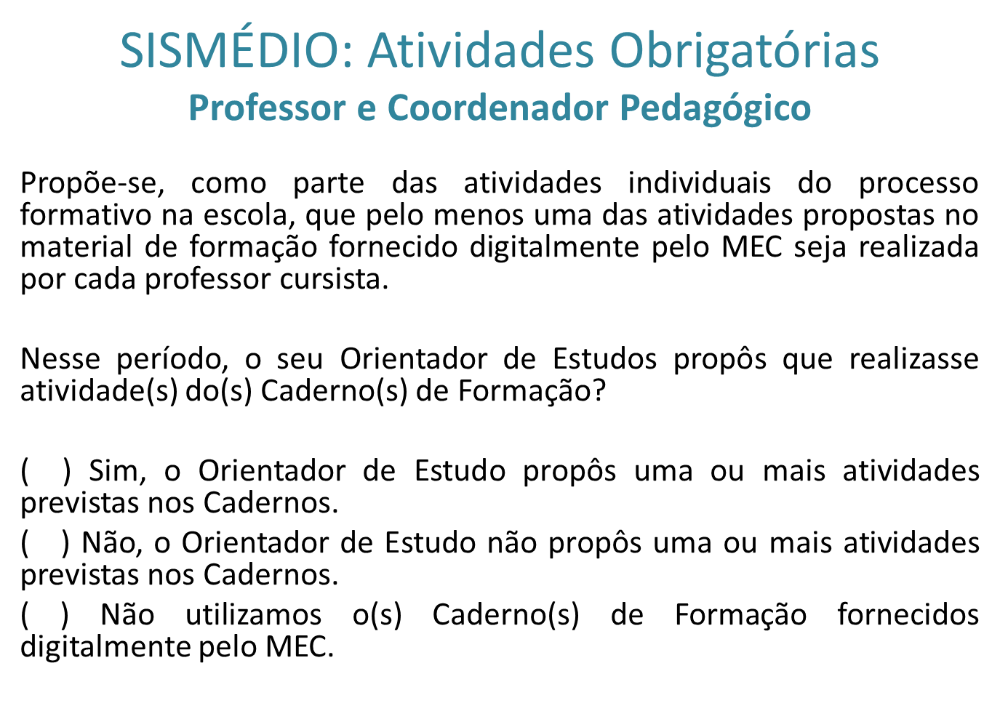 SISMÉDIO: Atividades Obrigatórias
Professor e Coordenador Pedagógico
Propõe-se, como parte das atividades individuais do processo
formativo na escola, que pelo menos uma das atividades propostas no
material de formação fornecido digitalmente pelo MEC seja realizada
por cada professor cursista.
Nesse período, o seu Orientador de Estudos propôs que realizasse
atividade(s) do(s) Caderno(s) de Formação?
( ) Sim, o Orientador de Estudo propôs uma ou mais atividades
previstas nos Cadernos.
( ) Não, o Orientador de Estudo não propôs uma ou mais atividades
previstas nos Cadernos.
( ) Não utilizamos o(s) Caderno(s) de Formação fornecidos
digitalmente pelo MEC.